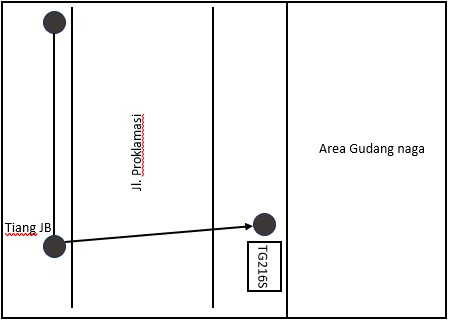 Jl. Proklamasi
Area Gudang naga
Tiang JB
TG216S